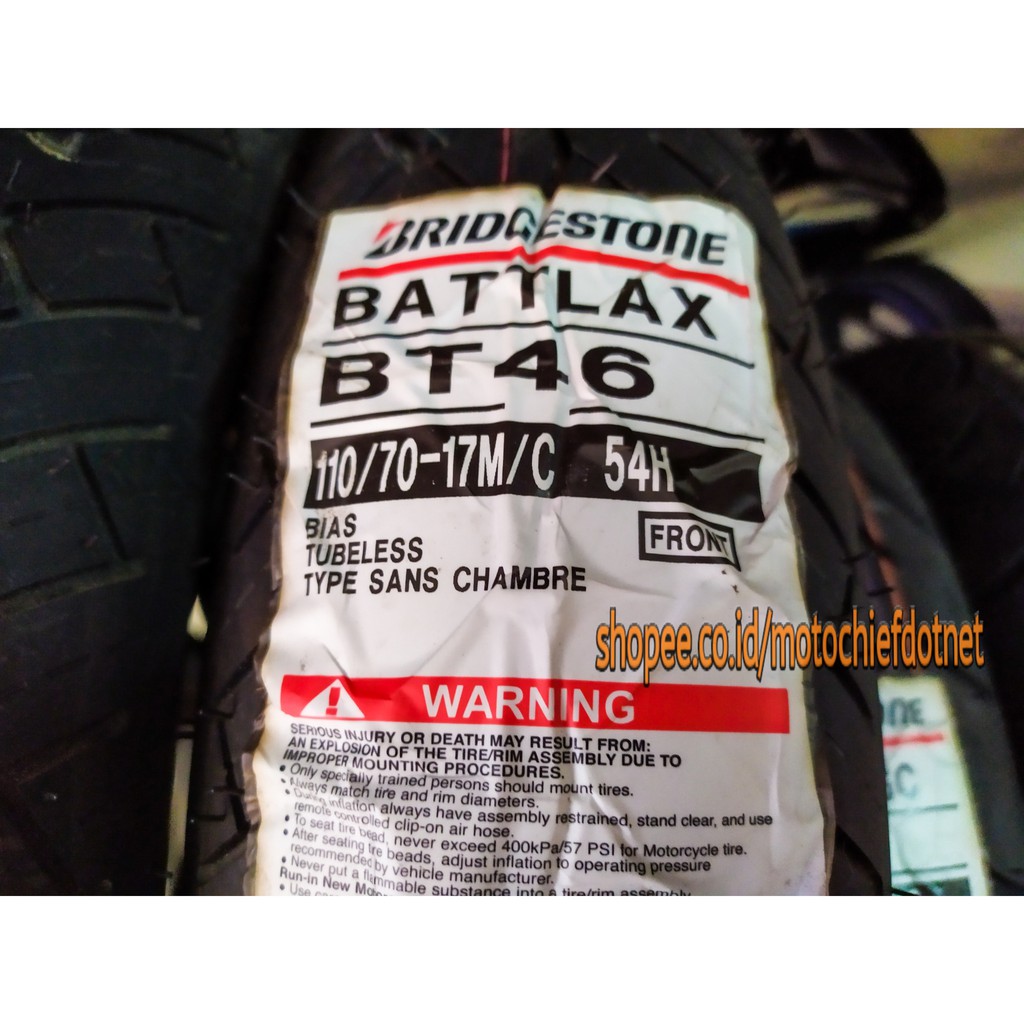 BRIDGESTONE
BATTLAX
BT46
110/70-17M/C 54H
BIAS
TUBELESS
TYPE SANS CHAMBRE
FRONT
shopee.co.id/motochiefdotnet
WARNING
SERIOUS INJURY OR DEATH MAY RESULT FROM:
AN EXPLOSION OF THE TIRE/RIM ASSEMBLY DUE TO
IMPROPER MOUNTING PROCEDURES.
• Only specially trained persons should mount tires.
• Always match tire and rim diameters.
• During inflation always have assembly restrained, stand clear, and use
remote controlled clip-on air hose.
• To seat tire bead, never exceed 400kPa/57 PSI for Motorcycle tire.
• After seating tire beads, adjust inflation to operating pressure
recommended by vehicle manufacturer.
• Never put a flammable substance into a tire/rim assembly
Run-in New
• Use
NE
C